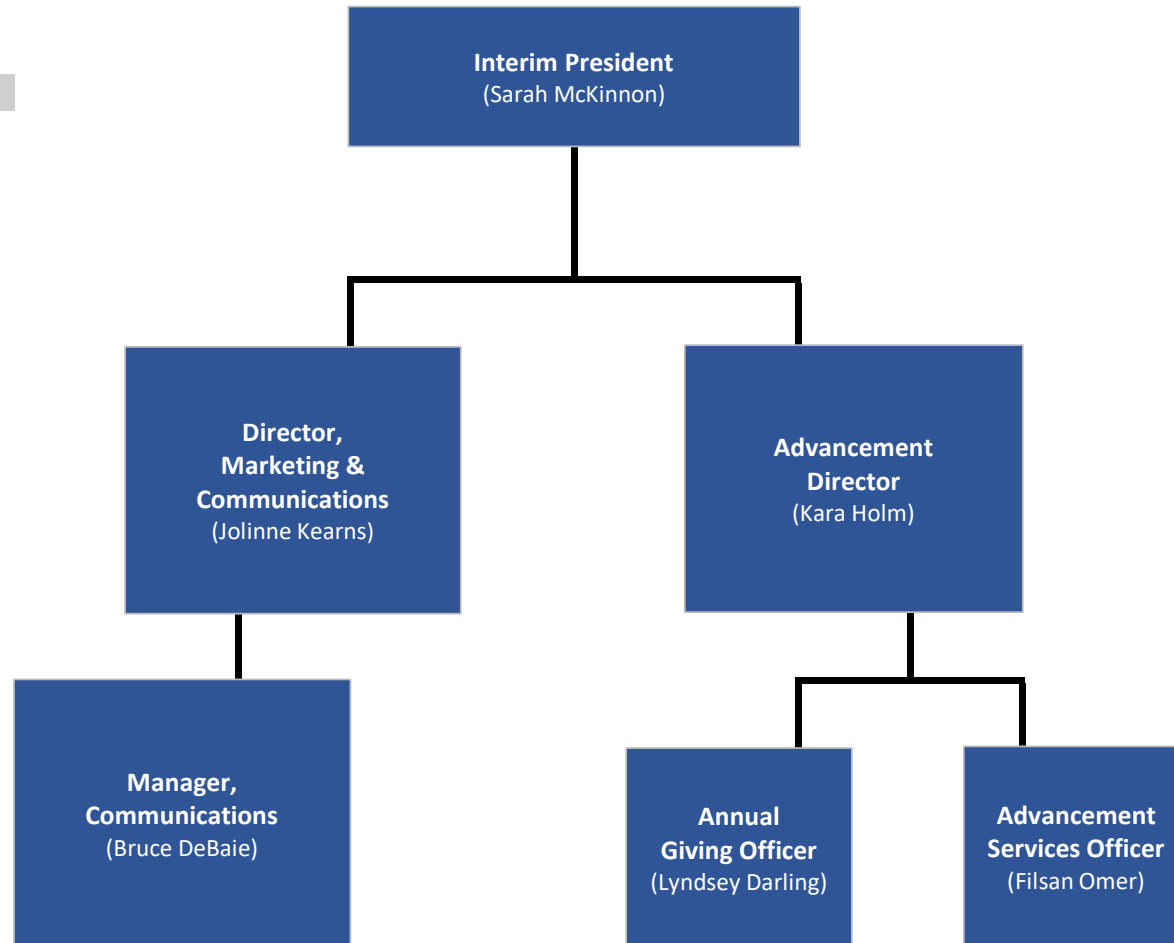 Interim President
(Sarah McKinnon)
Director,
Marketing &
Communications
(Jolinne Kearns)
Advancement
Director
(Kara Holm)
Manager,
Communications
(Bruce DeBaie)
Annual
Giving Officer
(Lyndsey Darling)
Advancement
Services Officer
(Filsan Omer)